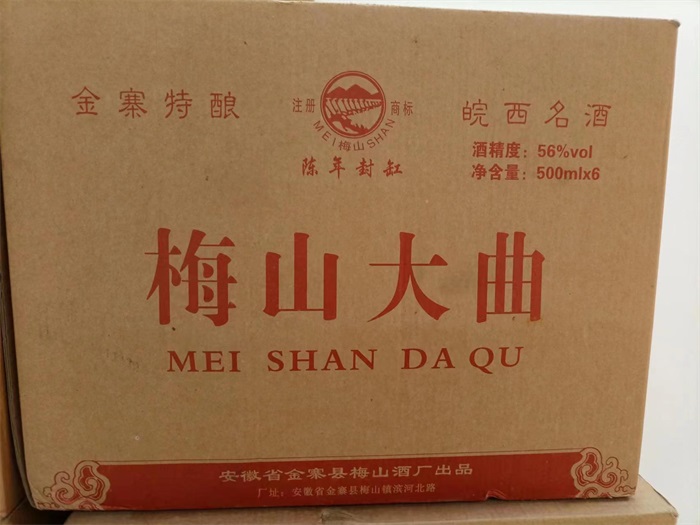 金寨特酿
注册 商标
MEI梅山SHAN
陈年封缸
皖西名酒
酒精度：56%vol
净含量：500mlx6
梅山大曲
MEI SHAN DA QU
安徽省金寨县梅山酒厂出品
厂址：安徽省金寨县梅山镇滨河北路